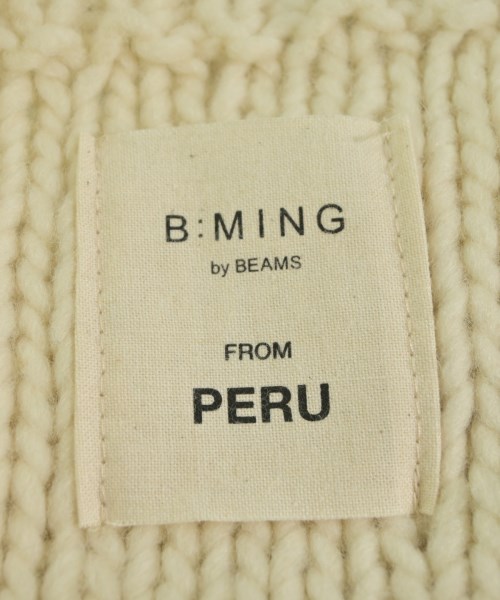 B:MING
by BEAMS
FROM
PERU